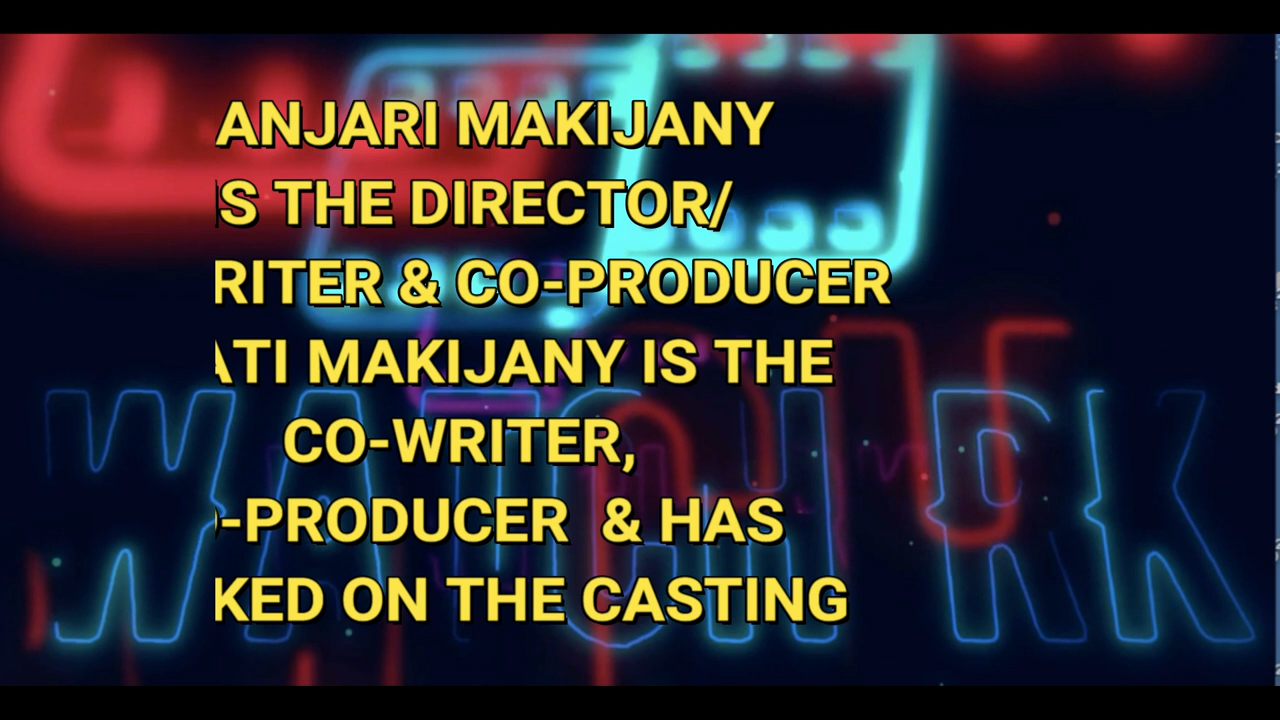 ANJARI MAKIJANY
S THE DIRECTOR/
RITER & CO-PRODUCER
ATI MAKIJANY IS THE
CO-WRITER,
-PRODUCER & HAS
KED ON THE CASTING